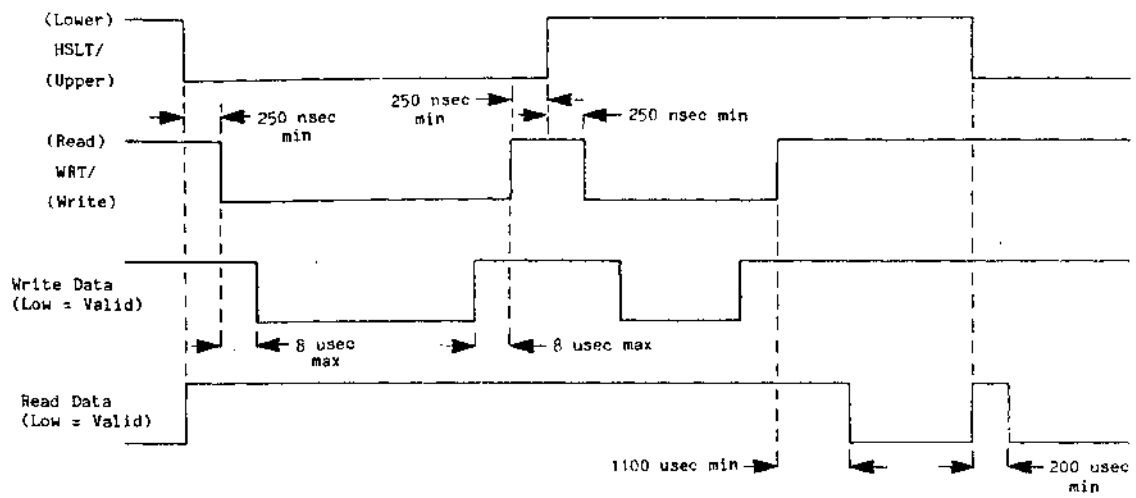 (Lower)
HSLT/
(Upper)
250 nsec
min
250 nsec
min
250 nsec min
(Read)
WRT/
(Write)
Write Data
(Low = Valid)
8 usec
max
8 usec max
Read Data
(Low = Valid)
1100 usec min
200 usec
min